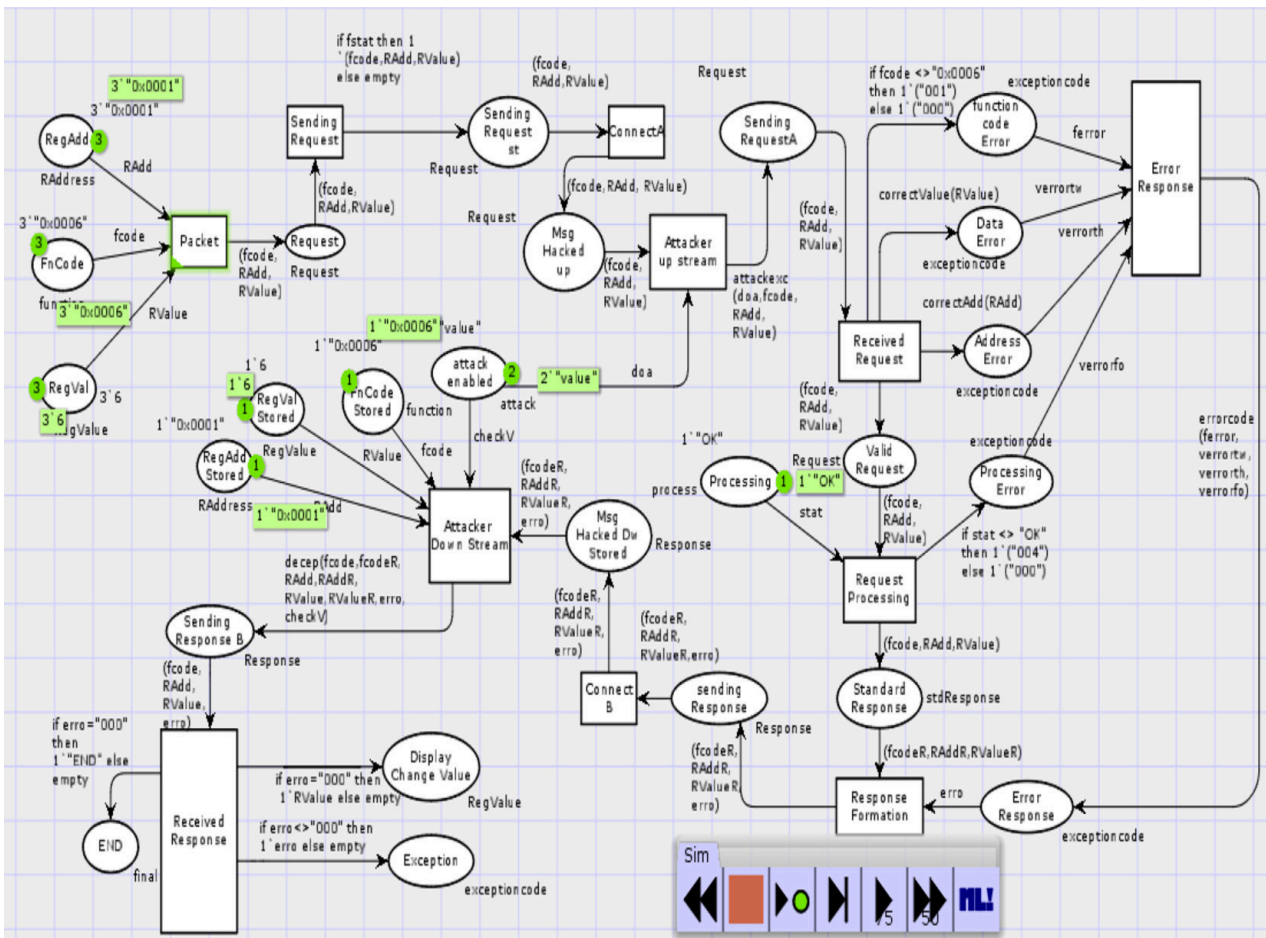 if fstat then 1
`(fcode,RAdd,RValue)
else empty
3`"0x0001"
3`"0x0001"
RegAdd
3
RAddress
RAdd
3`"0x0006"
3
FnCode
fcode
3`"0x0006"
RValue
3
RegVal
3`6
3`6
Packet
(fcode,
RAdd,
RValue)
Request
Request
(fcode,
RAdd,RValue)
Sending
Request
Sending
Request
st
Request
(fcode,
RAdd,RValue)
ConnectA
(fcode,RAdd, RValue)
Request
Msg
Hacked
up
(fcode,
RAdd,
RValue)
Attacker
up stream
Request
Sending
RequestA
attackexc
(doa,fcode,
RAdd,
RValue)
(fcode,
RAdd,
RValue)
if fcode <>"0x0006"
then 1`("001")
else 1`("000")
exceptioncode
function
code
Error
ferror
correctValue(RValue)
verrortw
Data
Error
exceptioncode
verrorth
correctAdd(RAdd)
Received
Request
Address
Error
exceptioncode
verrorfo
Error
Response
errorcode
(ferror,
verrortw,
verrorth,
verrorfo)
1`"0x0006"
"value"
1`"0x0006"
1`6
1`6
1
RegVal
Stored
RegValue
1
FnCode
Stored
function
attack
enabled
2
2`"value"
doa
attack
checkV
1`"0x0001"
RegAdd
Stored
1
RAddress
1`"0x0001"
RValue
fcode
Attacker
Down Stream
(fcodeR,
RAddR,
RValueR,
erro)
Msg
Hacked Dw
Stored
Response
1`"OK"
Processing
1
1`"OK"
process
stat
(fcode,
RAdd,
RValue)
Request
Valid
Request
(fcode,
RAdd,
RValue)
exceptioncode
Processing
Error
if stat <> "OK"
then 1`("004")
else 1`("000")
Request
Processing
(fcode,RAdd,RValue)
Standard
Response
stdResponse
(fcodeR,RAddR,RValueR)
Response
Formation
erro
Error
Response
exceptioncode
decep(fcode,fcodeR,
RAdd,RAddR,
RValue,RValueR,erro,
checkV)
Sending
Response B
Response
(fcodeR,
RAddR,
RValueR,
erro)
(fcodeR,
RAddR,
RValueR,erro)
Connect
B
sending
Response
Response
(fcodeR,
RAddR,
RValueR,
erro)
(fcode,
RAdd,
RValue,
erro)
if erro="000"
then
1`"END" else
empty
END
final
Received
Response
if erro="000" then
1`RValue else empty
Display
Change Value
RegValue
if erro<>"000" then
1`erro else empty
Exception
exceptioncode
Sim
75
50
ML!